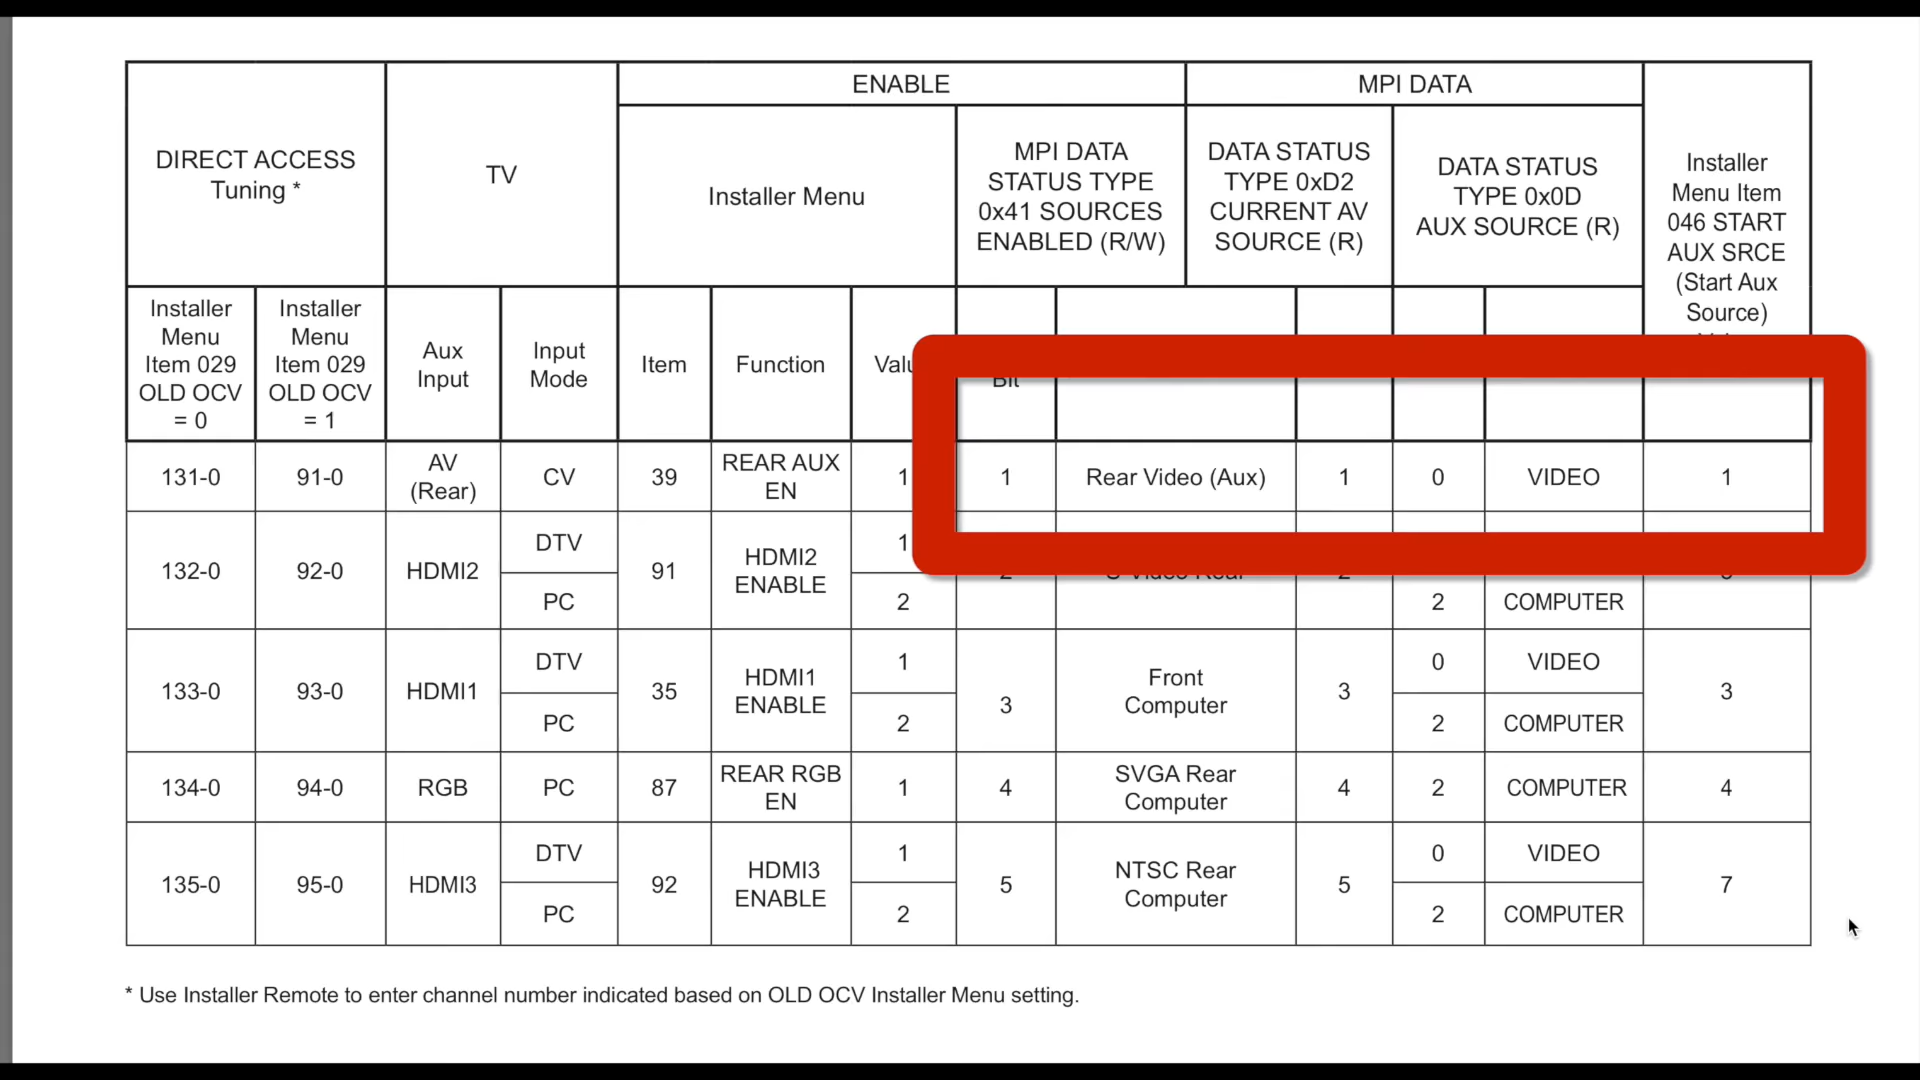 ENABLE
MPI DATA
DIRECT ACCESS
Tuning *
TV
Installer Menu
MPI DATA
STATUS TYPE
0x41 SOURCES
ENABLED (R/W)
DATA STATUS
TYPE 0xD2
CURRENT AV
SOURCE (R)
DATA STATUS
TYPE 0x0D
AUX SOURCE (R)
Installer
Menu Item
046 START
AUX SRCE
(Start Aux
Source)
Installer
Menu
Item 029
OLD OCV
= 0
Installer
Menu
Item 029
OLD OCV
= 1
Aux
Input
Input
Mode
Item
Function
Bit
131-0
91-0
AV
(Rear)
CV
39
REAR AUX
EN
1
1
Rear Video (Aux)
1
0
VIDEO
1
132-0
92-0
HDMI2
DTV
PC
91
HDMI2
ENABLE
1
2
2
COMPUTER
133-0
93-0
HDMI1
DTV
PC
35
HDMI1
ENABLE
1
2
3
Front
Computer
3
0
VIDEO
2
COMPUTER
3
134-0
94-0
RGB
PC
87
REAR RGB
EN
1
4
SVGA Rear
Computer
4
2
COMPUTER
4
135-0
95-0
HDMI3
DTV
PC
92
HDMI3
ENABLE
1
2
5
NTSC Rear
Computer
5
0
VIDEO
2
COMPUTER
7
* Use Installer Remote to enter channel number indicated based on OLD OCV Installer Menu setting.